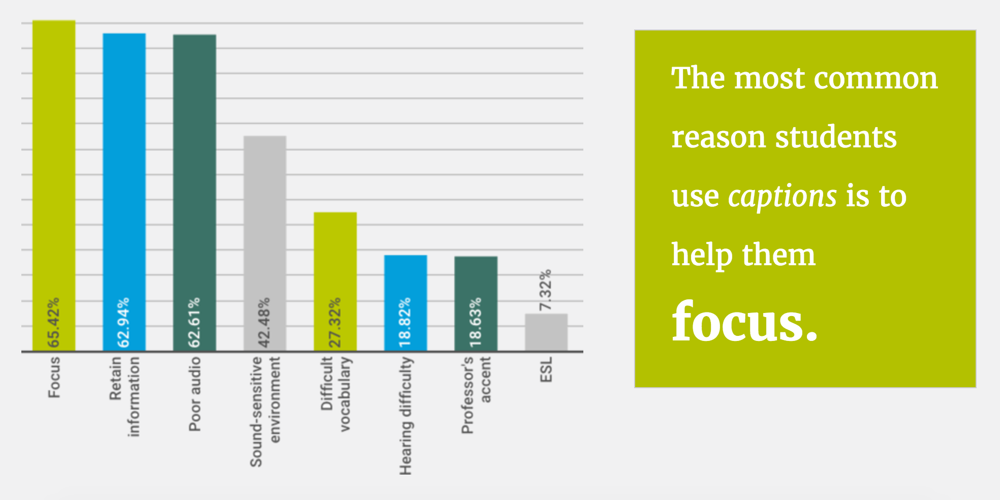 65.42%
62.94%
62.61%
42.48%
27.32%
18.82%
18.63%
7.32%
Focus
Retain
information
Poor audio
Sound-sensitive
environment
Difficult
vocabulary
Hearing difficulty
Professor's
accent
ESL
The most common
reason students
use captions is to
help them
focus.